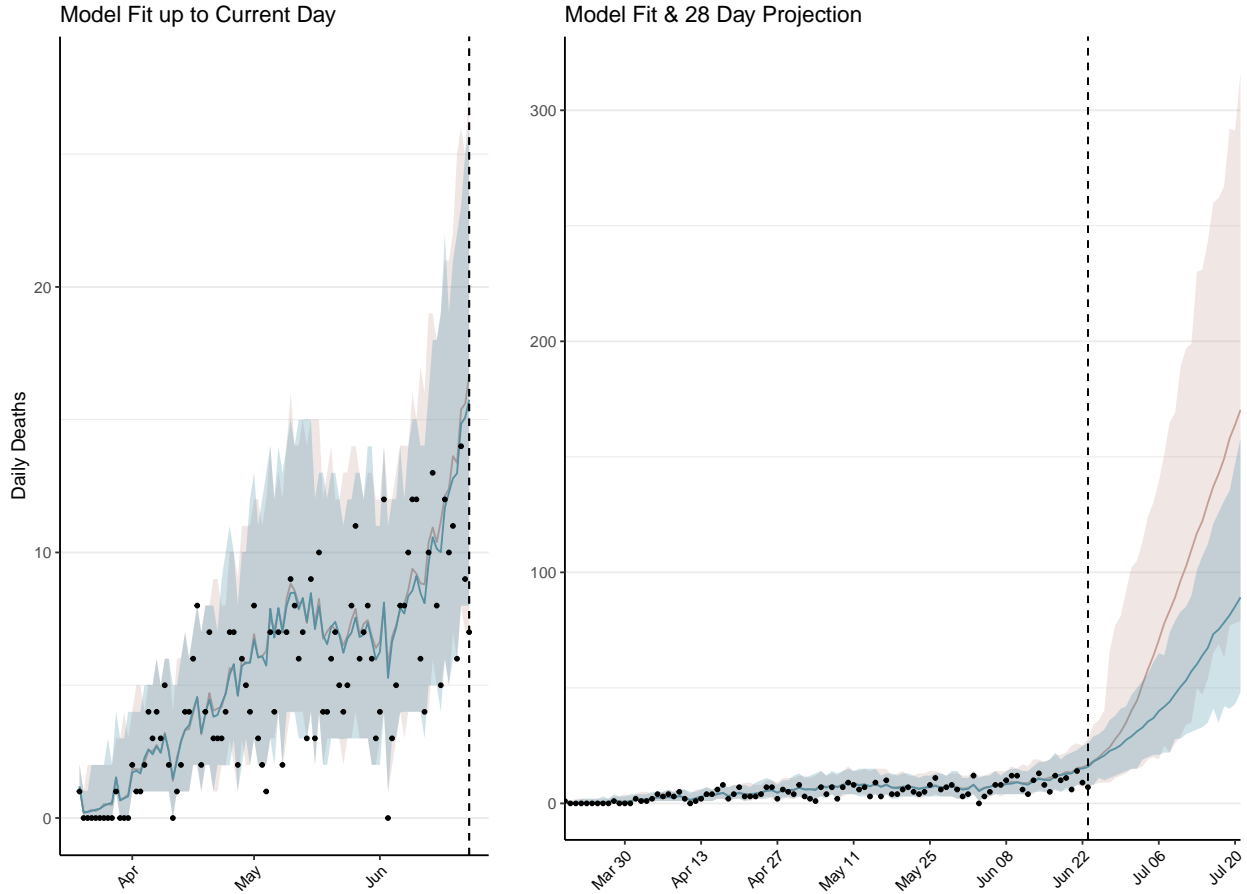 Model Fit up to Current Day
Daily Deaths
20
10
0
Apr
May
Jun
Model Fit & 28 Day Projection
300
200
100
0
Mar 30
Apr 13
Apr 27
May 11
May 25
Jun 08
Jun 22
Jul 06
Jul 20